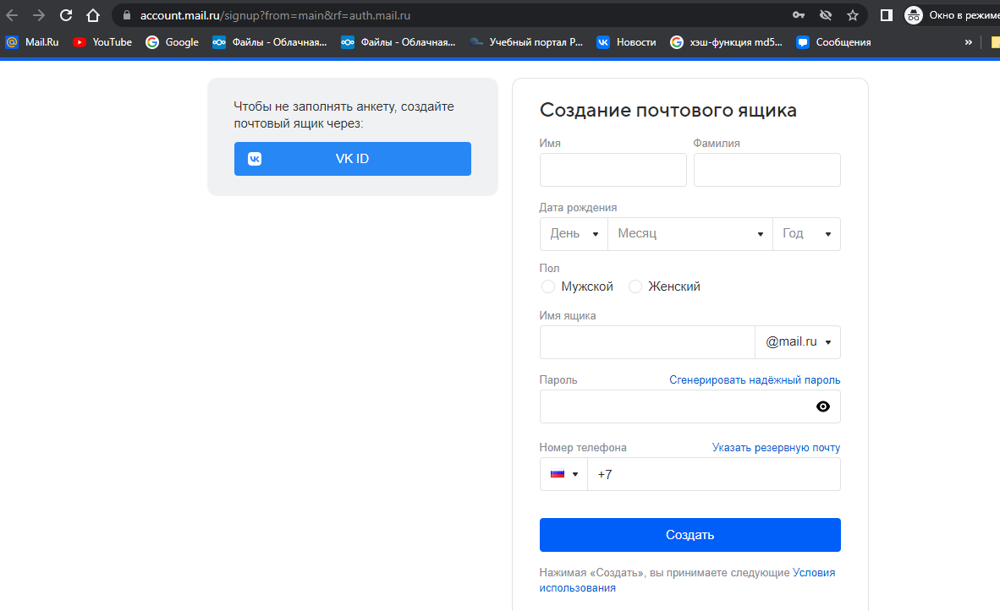 account.mail.ru/signup?from=main&rf=auth.mail.ru
Окно в режиме
Mail.Ru YouTube Google Файлы - Облачная... Файлы - Облачная... Учебный портал Р... Новости хэш-функция md5... Сообщения »
Чтобы не заполнять анкету, создайте
почтовый ящик через:
VK ID
Создание почтового ящика
Имя Фамилия
Дата рождения
День Месяц Год
Пол
Мужской Женский
Имя ящика
@mail.ru
Пароль Сгенерировать надёжный пароль
Номер телефона Указать резервную почту
+7
Создать
Нажимая «Создать», вы принимаете следующие Условия
использования